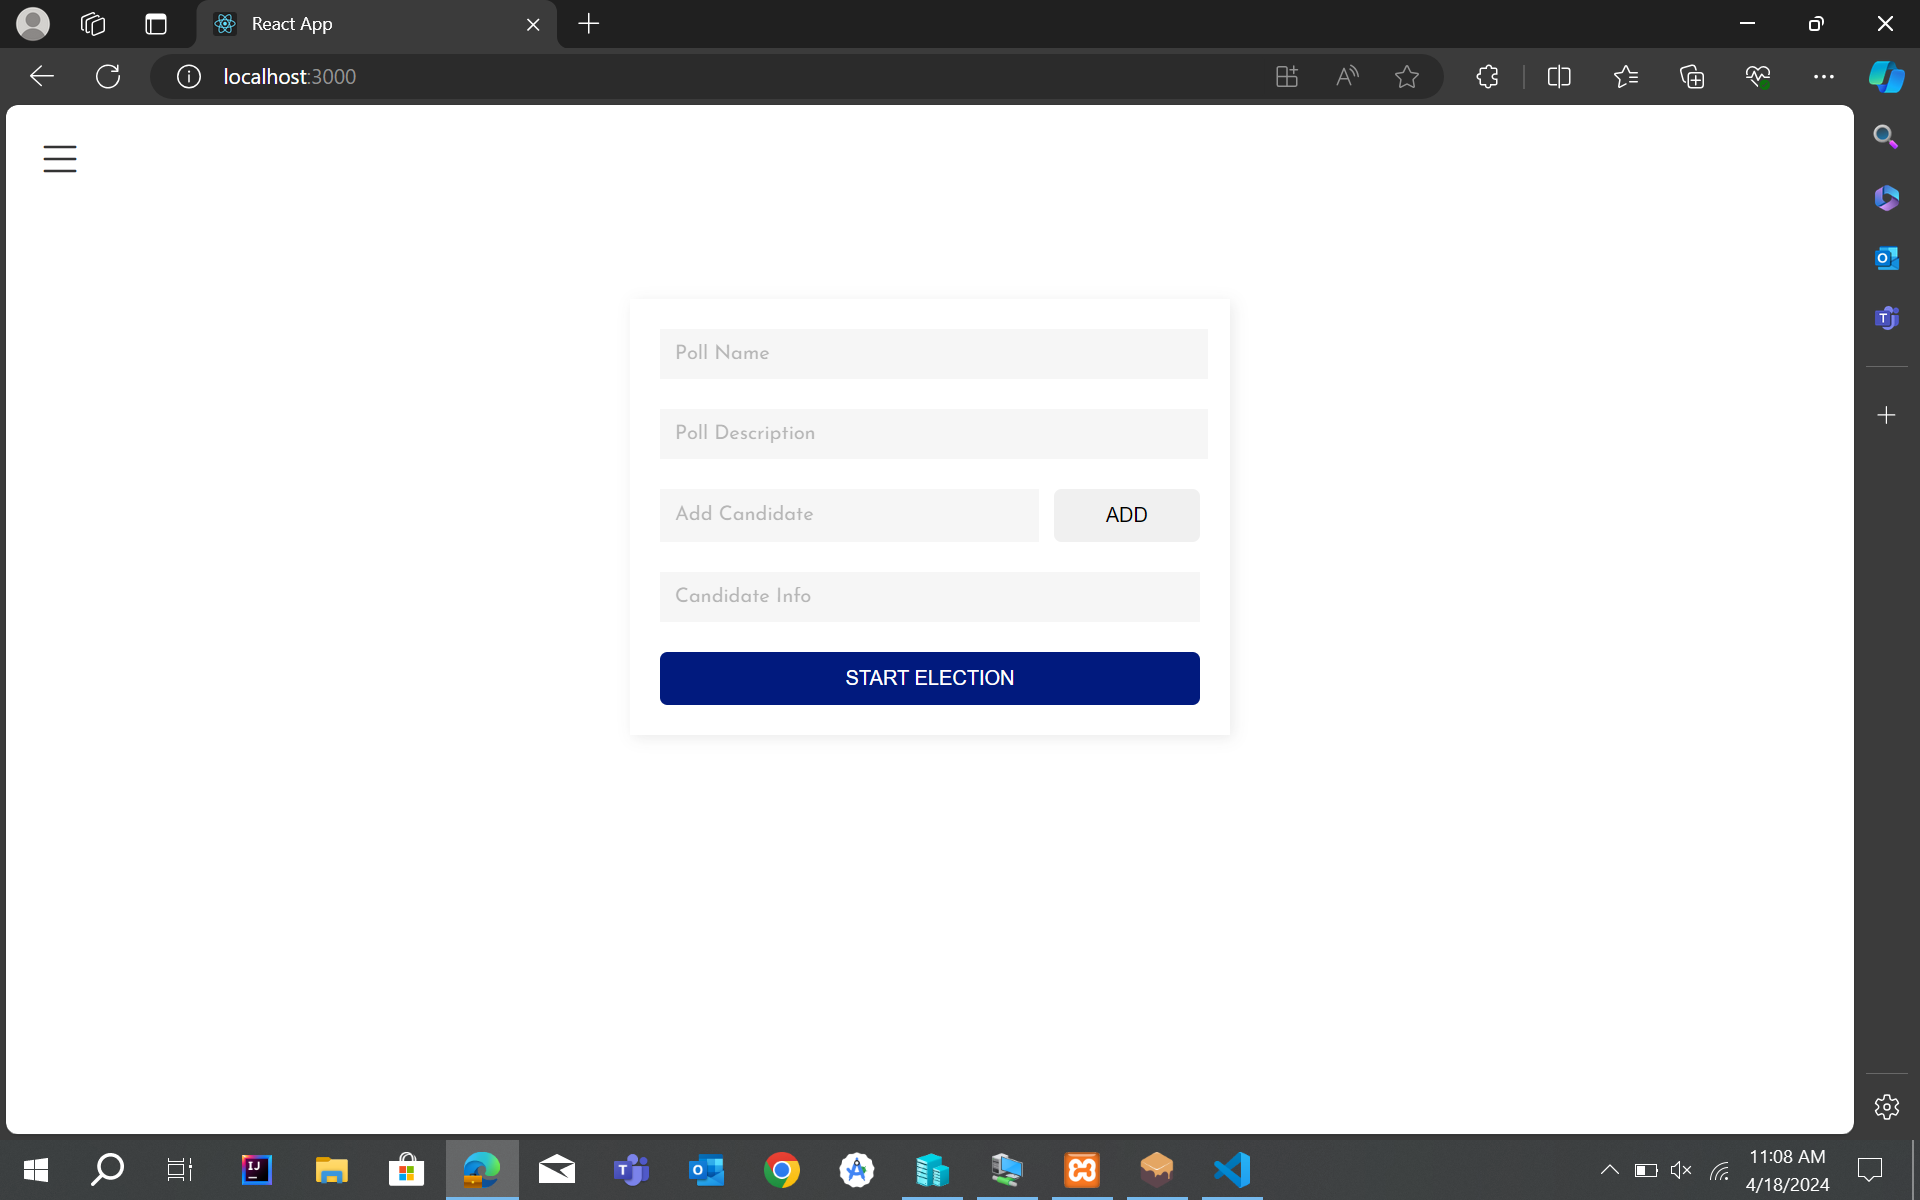 React App
localhost:3000
Poll Name
Poll Description
Add Candidate
ADD
Candidate Info
START ELECTION
11:08 AM
4/18/2024